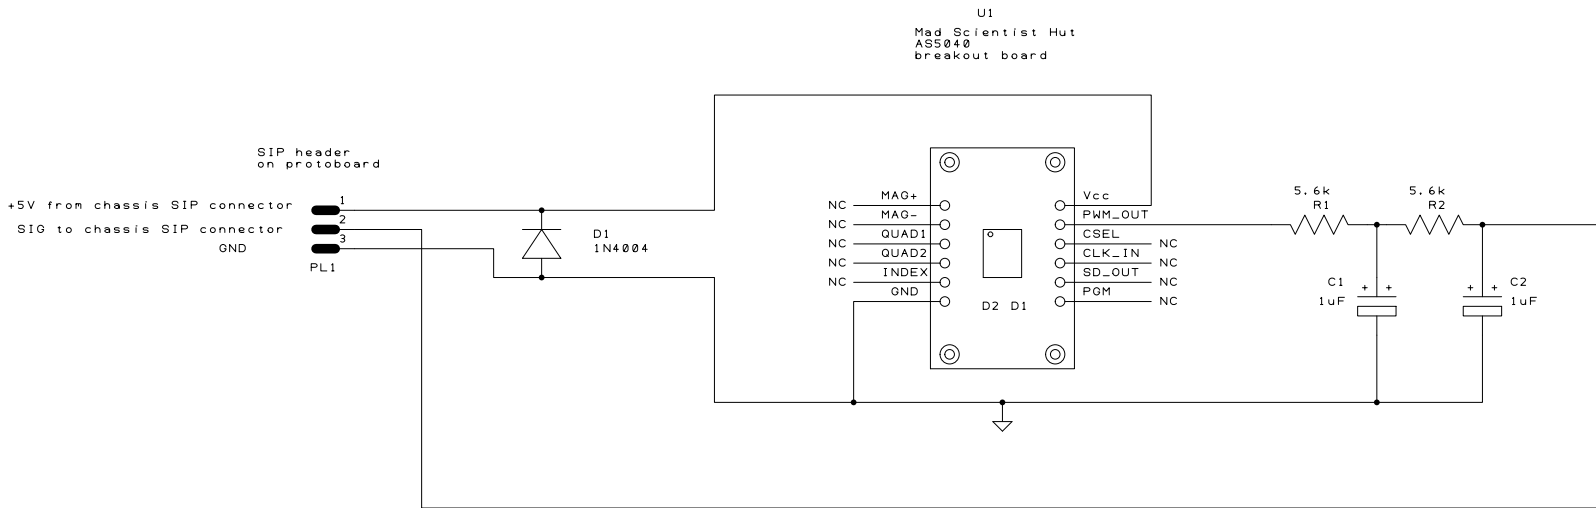 U1
Mad Scientist Hut
AS5040
breakout board
SIP header
on protoboard
+5V from chassis SIP connector
1
SIG to chassis SIP connector
2
GND
3
PL1
D1
1N4004
NC MAG+
NC MAG-
NC QUAD1
NC QUAD2
NC INDEX
GND
D2 D1
Vcc
PWM_OUT
CSEL NC
CLK_IN NC
SD_OUT NC
PGM NC
5.6k
R1
5.6k
R2
C1
+ +
1uF
+ +
C2
1uF